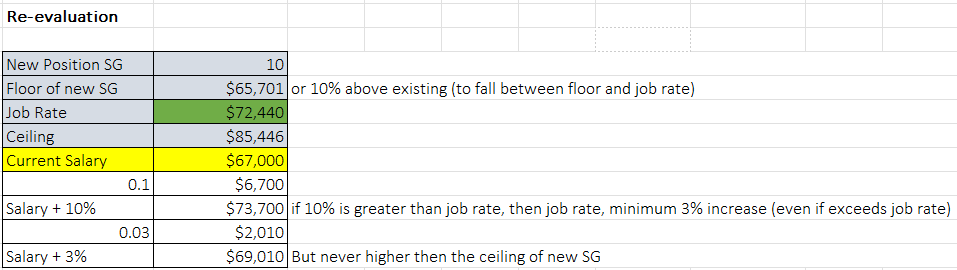 Re-evaluation
New Position SG 10
Floor of new SG $65,701 or 10% above existing (to fall between floor and job rate)
Job Rate $72,440
Ceiling $85,446
Current Salary $67,000
0.1 $6,700
Salary + 10% $73,700 if 10% is greater than job rate, then job rate, minimum 3% increase (even if exceeds job rate)
0.03 $2,010
Salary + 3% $69,010 But never higher then the ceiling of new SG